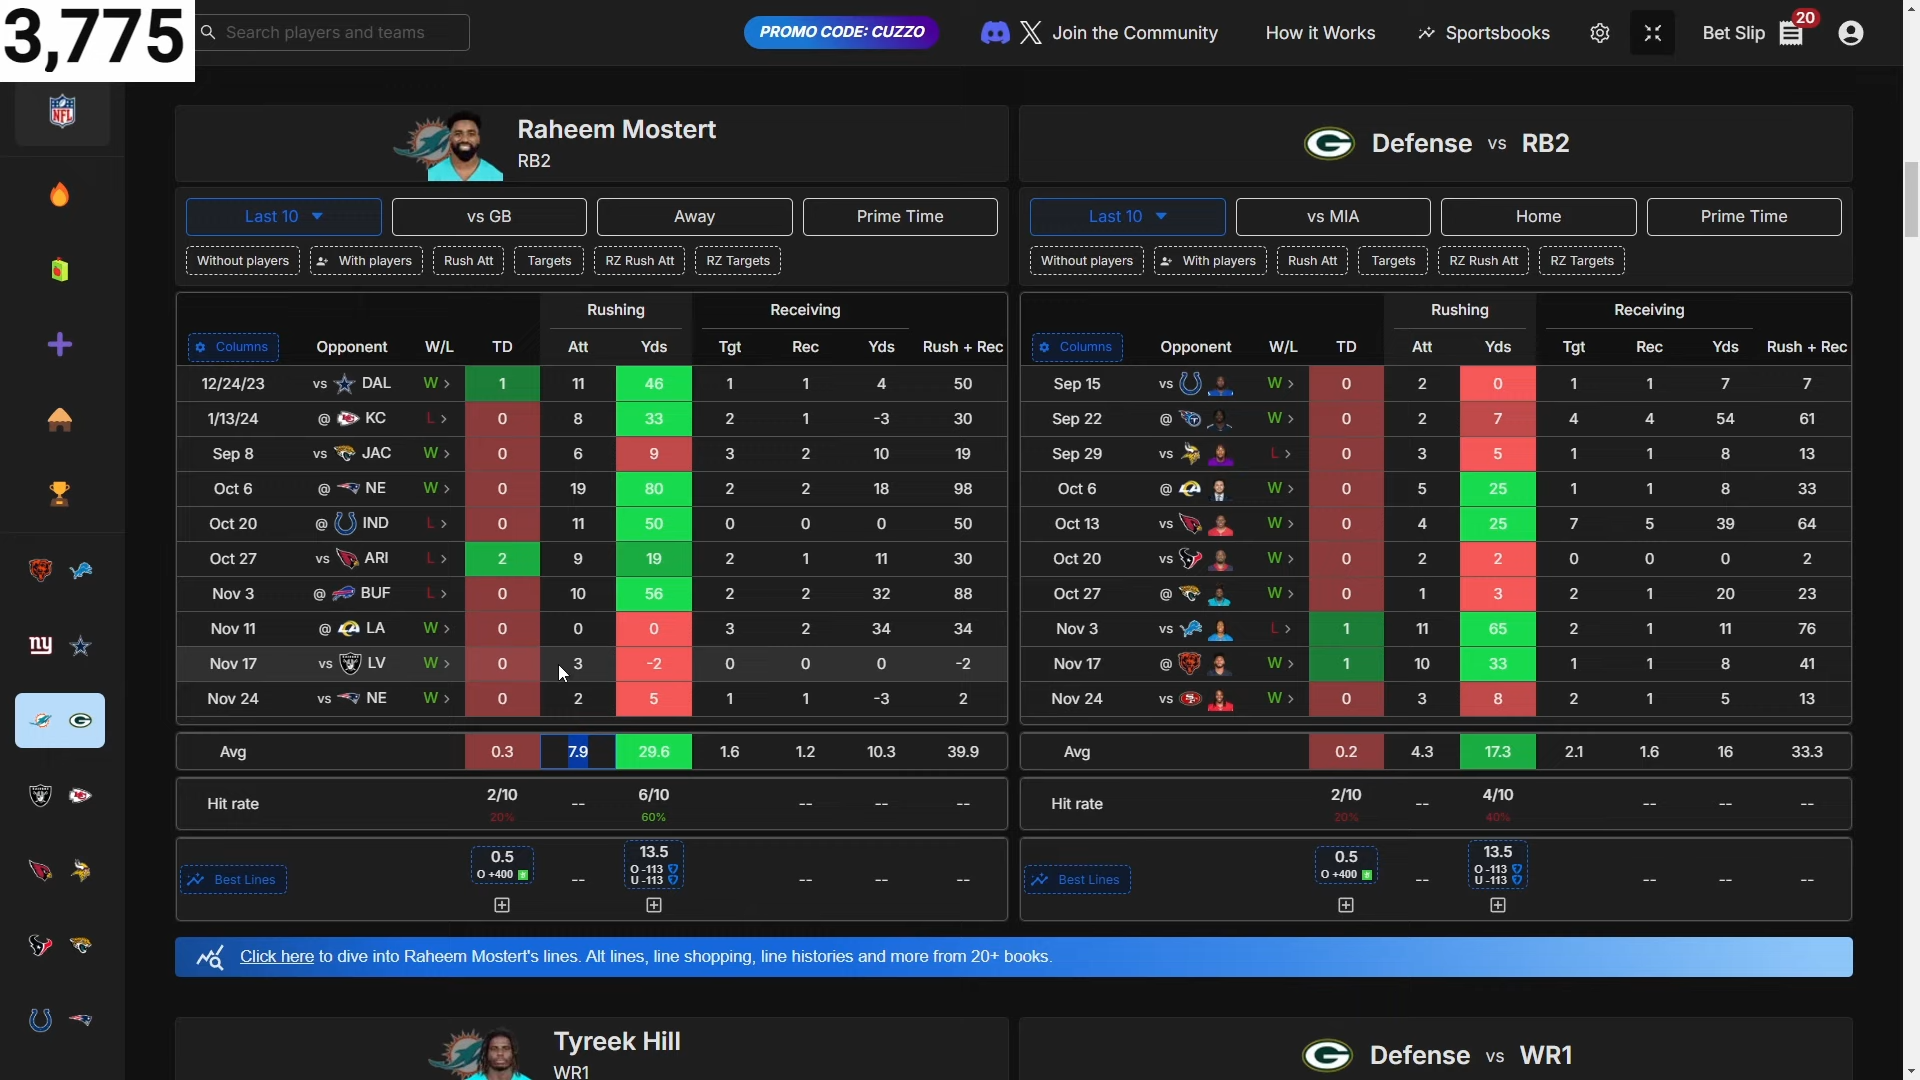 3,775
Search players and teams
PROMO CODE: CUZZO
Join the Community
How it Works
Sportsbooks
Bet Slip
20
Raheem Mostert
RB2
Defense vs RB2
Last 10 vs GB Away Prime Time
Last 10 vs MIA Home Prime Time
Without players With players Rush Att Targets RZ Rush Att RZ Targets
Without players With players Rush Att Targets RZ Rush Att RZ Targets
Rushing Receiving
Columns Opponent W/L TD Att Yds Tgt Rec Yds Rush + Rec
12/24/23 vs DAL W > 1 11 46 1 1 4 50
1/13/24 @ KC L > 0 8 33 2 1 -3 30
Sep 8 vs JAC W > 0 6 9 3 2 10 19
Oct 6 @ NE W > 0 19 80 2 2 18 98
Oct 20 @ IND L > 0 11 50 0 0 0 50
Oct 27 vs ARI L > 2 9 19 2 1 11 30
Nov 3 @ BUF L > 0 10 56 2 2 32 88
Nov 11 @ LA W > 0 0 0 3 2 34 34
Nov 17 vs LV W > 0 3 -2 0 0 0 -2
Nov 24 vs NE W > 0 2 5 1 1 -3 2
Avg 0.3 7.9 29.6 1.6 1.2 10.3 39.9
Hit rate 2/10 -- 6/10 -- -- --
20% 60%
Best Lines 0.5 -- 13.5 -- -- --
O +400 O -113
U -113
Rushing Receiving
Columns Opponent W/L TD Att Yds Tgt Rec Yds Rush + Rec
Sep 15 vs W > 0 2 0 1 1 7 7
Sep 22 @ W > 0 2 7 4 4 54 61
Sep 29 vs L > 0 3 5 1 1 8 13
Oct 6 @ W > 0 5 25 1 1 8 33
Oct 13 vs W > 0 4 25 7 5 39 64
Oct 20 vs W > 0 2 2 0 0 0 2
Oct 27 @ W > 0 1 3 2 1 20 23
Nov 3 vs L > 1 11 65 2 1 11 76
Nov 17 @ W > 1 10 33 1 1 8 41
Nov 24 vs W > 0 3 8 2 1 5 13
Avg 0.2 4.3 17.3 2.1 1.6 16 33.3
Hit rate 2/10 -- 4/10 -- -- --
20% 40%
Best Lines 0.5 -- 13.5 -- -- --
O +400 O -113
U -113
Click here to dive into Raheem Mostert's lines. Alt lines, line shopping, line histories and more from 20+ books.
Tyreek Hill
WR1
Defense vs WR1
NFL
ny